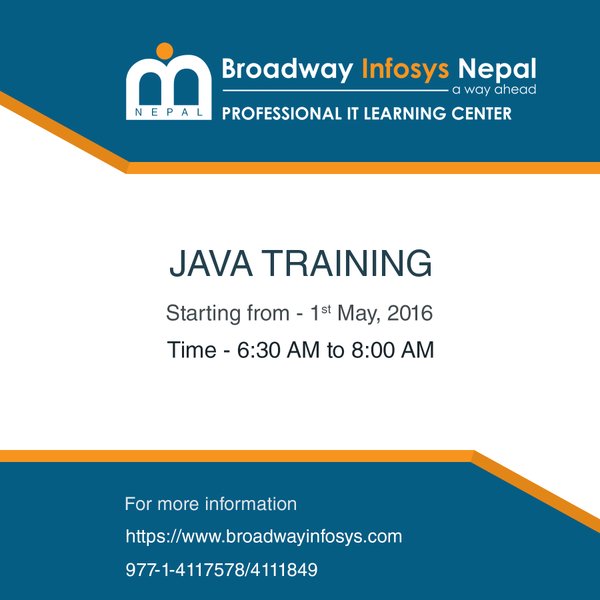 Broadway Infosys Nepal
a way ahead
NEPAL
PROFESSIONAL IT LEARNING CENTER
JAVA TRAINING
Starting from - 1st May, 2016
Time - 6:30 AM to 8:00 AM
For more information
https://www.broadwayinfosys.com
977-1-4117578/4111849